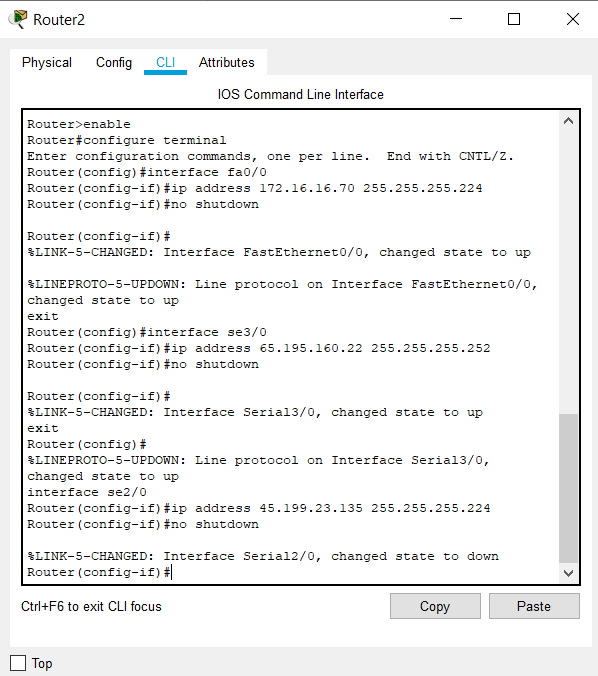 Router2
Physical Config CLI Attributes
IOS Command Line Interface
Router>enable
Router#configure terminal
Enter configuration commands, one per line.  End with CNTL/Z.
Router(config)#interface fa0/0
Router(config-if)#ip address 172.16.16.70 255.255.255.224
Router(config-if)#no shutdown
Router(config-if)#
%LINK-5-CHANGED: Interface FastEthernet0/0, changed state to up
%LINEPROTO-5-UPDOWN: Line protocol on Interface FastEthernet0/0,
changed state to up
exit
Router(config)#interface se3/0
Router(config-if)#ip address 65.195.160.22 255.255.255.252
Router(config-if)#no shutdown
Router(config-if)#
%LINK-5-CHANGED: Interface Serial3/0, changed state to up
exit
Router(config)#
%LINEPROTO-5-UPDOWN: Line protocol on Interface Serial3/0,
changed state to up
interface se2/0
Router(config-if)#ip address 45.199.23.135 255.255.255.224
Router(config-if)#no shutdown
%LINK-5-CHANGED: Interface Serial2/0, changed state to down
Router(config-if)#
Ctrl+F6 to exit CLI focus Copy Paste
Top